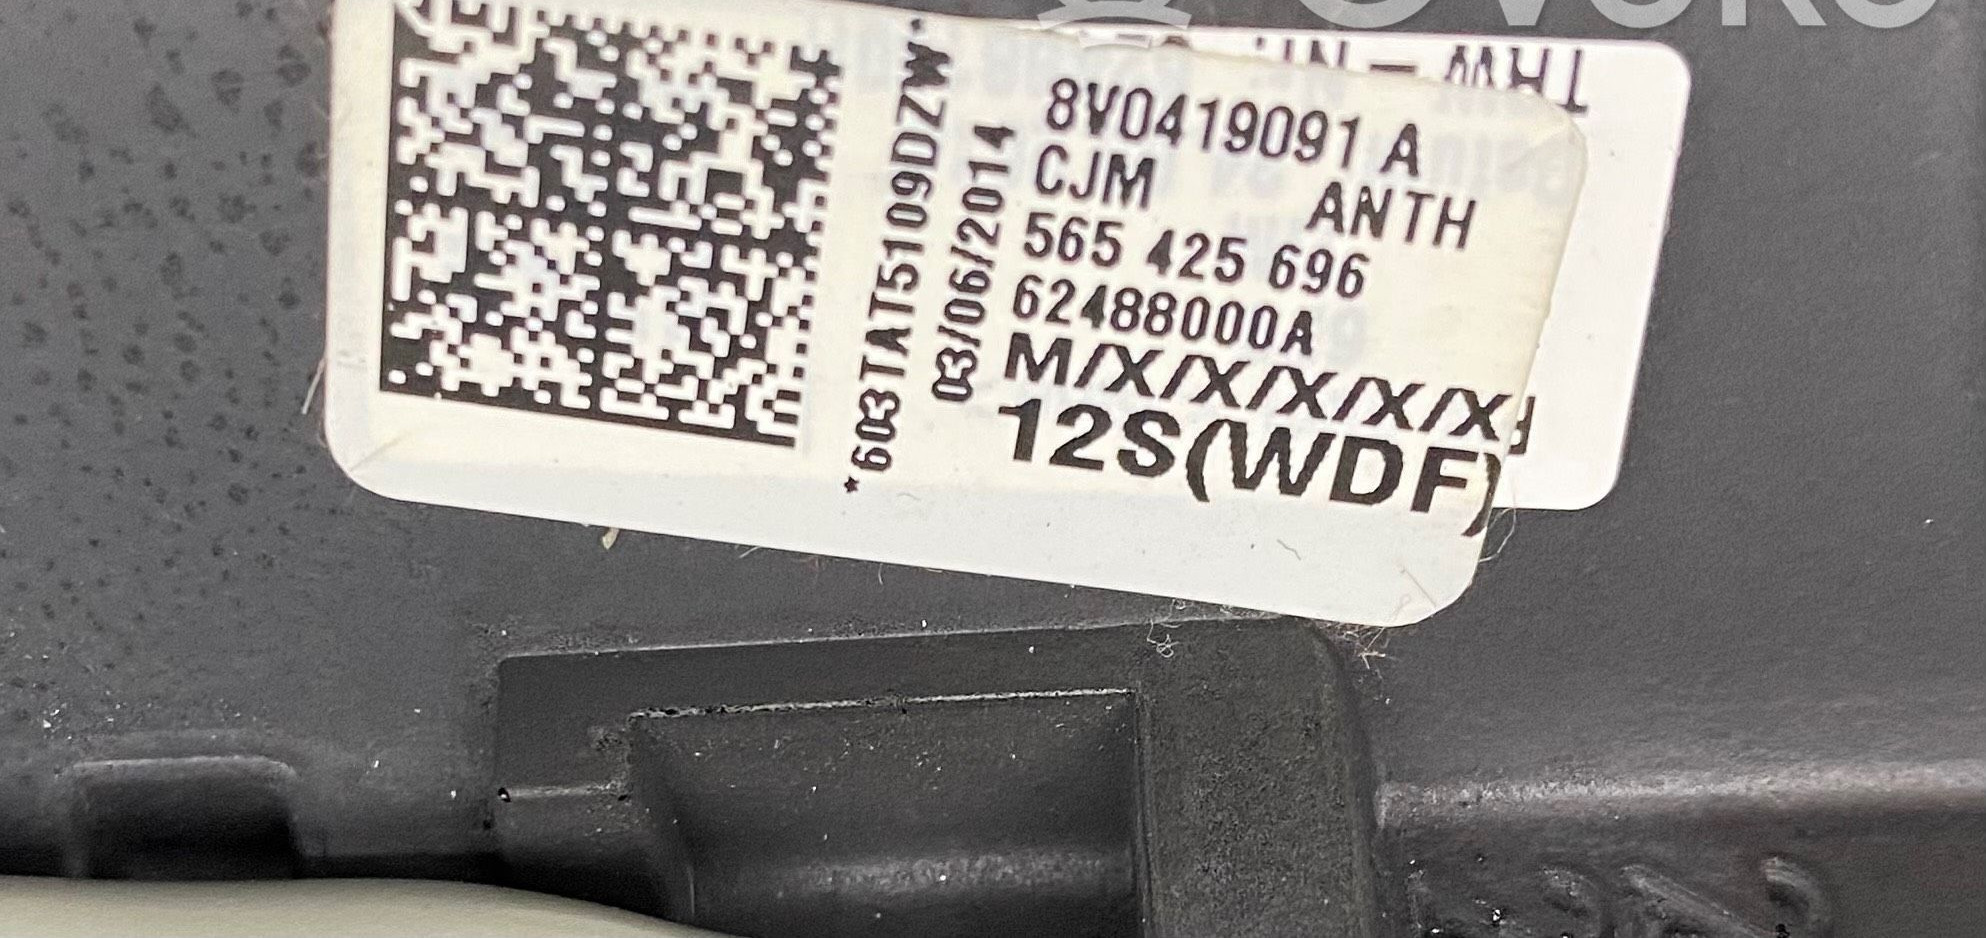 8V0419091 A
CJM ANTH
565 425 696
62488000A
M/X/X/X/X/X
12S(WDF)
*603TAT5109DZW*
03/06/2014